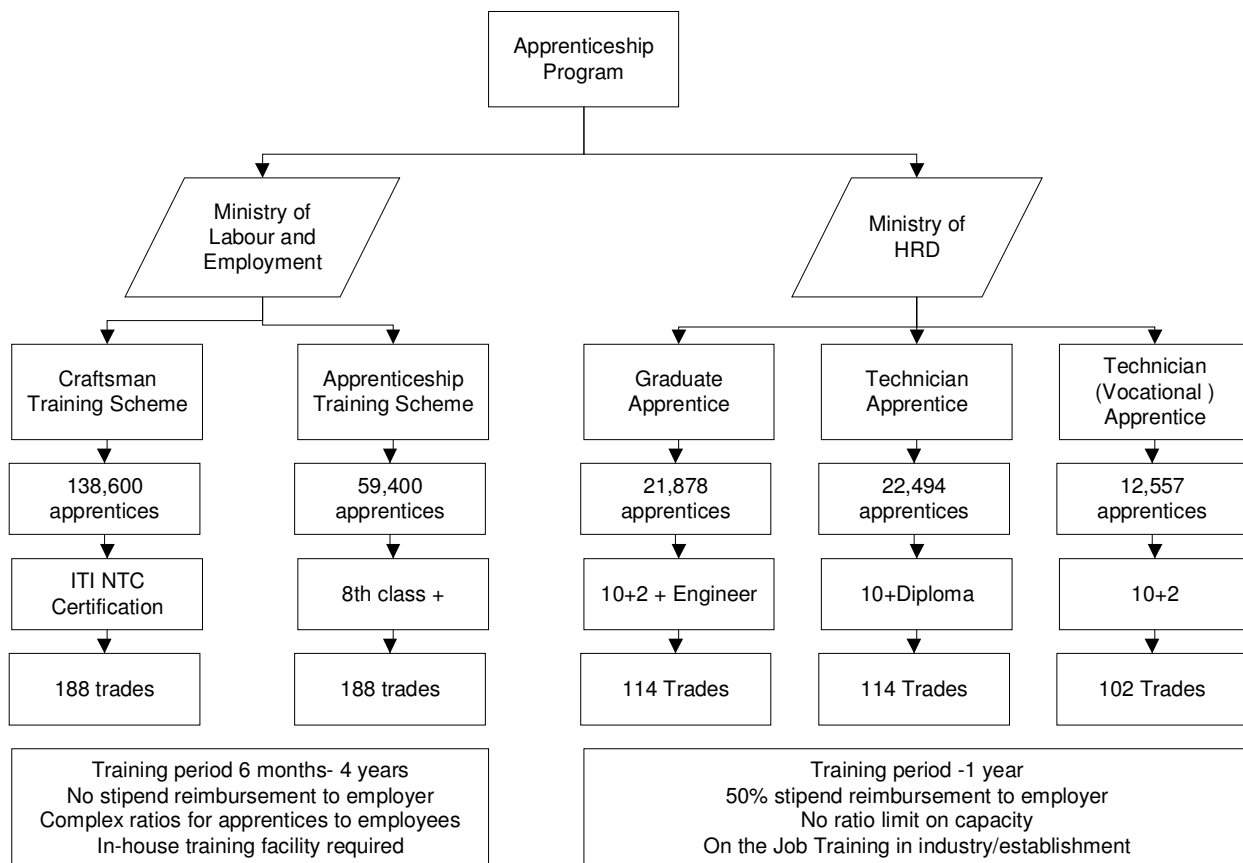 Apprenticeship
Program
Ministry of
Labour and
Employment
Ministry of
HRD
Craftsman
Training Scheme
Apprenticeship
Training Scheme
Graduate
Apprentice
Technician
Apprentice
Technician
(Vocational )
Apprentice
138,600
apprentices
59,400
apprentices
21,878
apprentices
22,494
apprentices
12,557
apprentices
ITI NTC
Certification
8th class +
10+2 + Engineer
10+Diploma
10+2
188 trades
188 trades
114 Trades
114 Trades
102 Trades
Training period 6 months- 4 years
No stipend reimbursement to employer
Complex ratios for apprentices to employees
In-house training facility required
Training period -1 year
50% stipend reimbursement to employer
No ratio limit on capacity
On the Job Training in industry/establishment